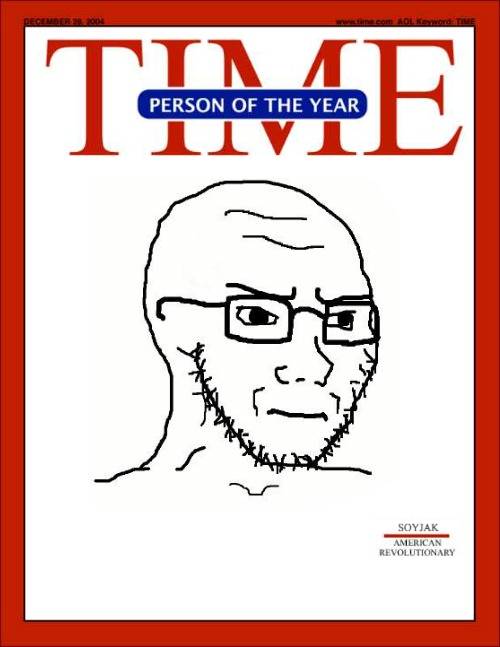 DECEMBER 26, 2004 www.time.com AOL Keyword: TIME
TIME
PERSON OF THE YEAR
SOYJAK
AMERICAN
REVOLUTIONARY